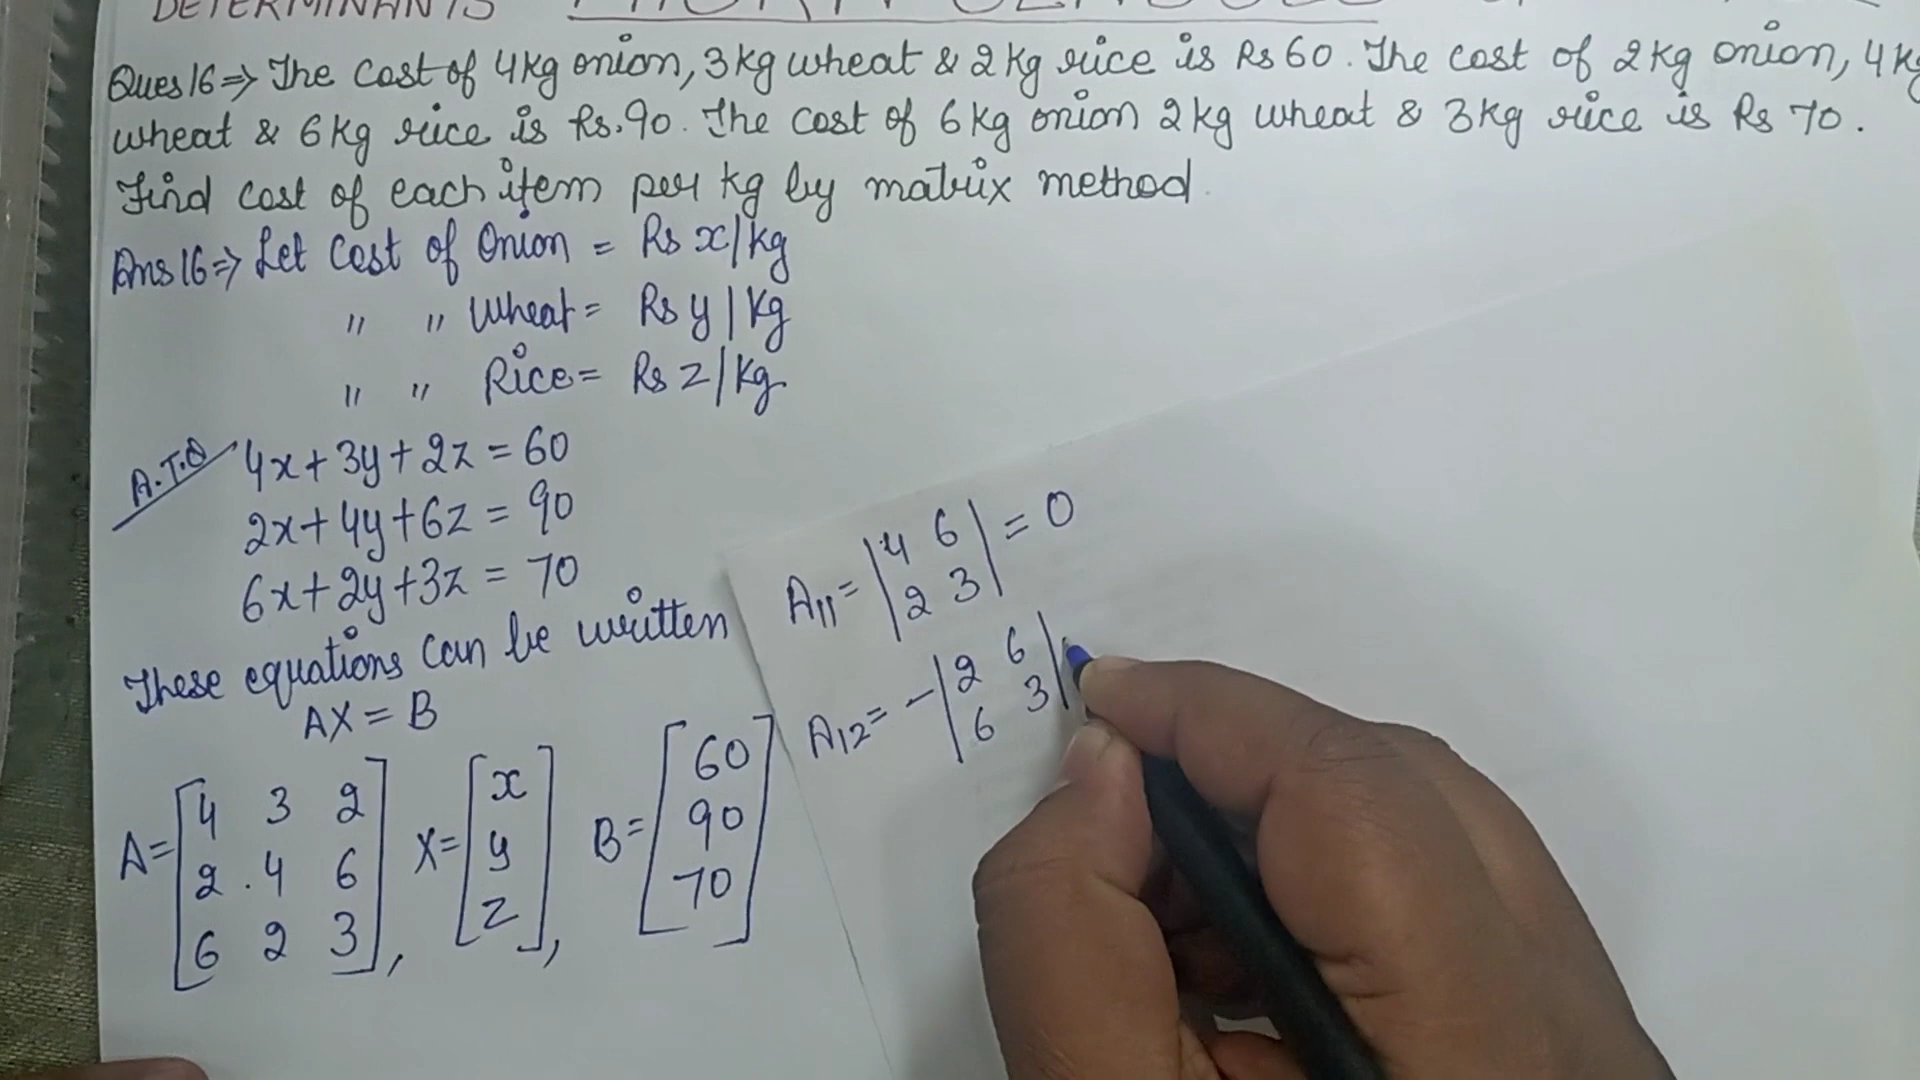 DETERMINANTS
Ques 16 ⇒ The Cost of 4Kg onion, 3Kg wheat & 2Kg rice is Rs 60. The cost of 2Kg onion, 4Kg
wheat & 6Kg rice is Rs. 90. The cost of 6Kg onion 2Kg wheat & 3Kg rice is Rs 70.
Find cost of each item per Kg by matrix method.
Ans 16 ⇒ Let Cost of Onion = Rs x/Kg
" " Wheat = Rs y/Kg
" " Rice = Rs z/Kg.
A.T.Q 4x+3y+2z = 60
2x+4y+6z = 90
6x+2y+3z = 70
These equations can be written
AX = B
A= [4 3 2
2 . 4 6
6 2 3], X= [x
y
z], B= [60
90
70]
A11= |4 6
2 3| = 0
A12= -|2 6
6 3|